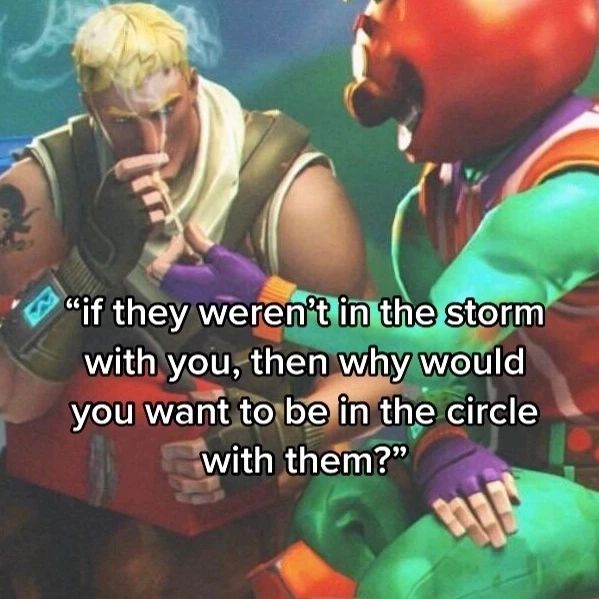 “if they weren’t in the storm
with you, then why would
you want to be in the circle
with them?”